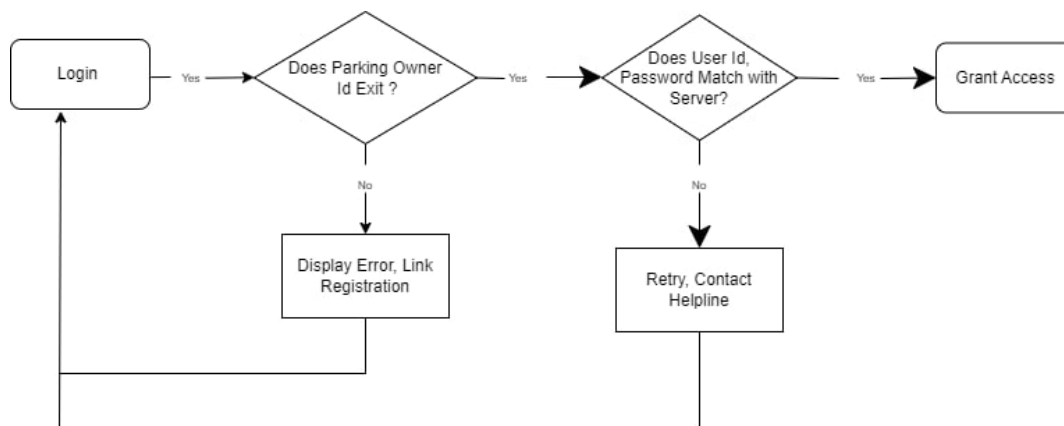 Login
Yes
Does Parking Owner
Id Exit ?
Yes
Does User Id,
Password Match with
Server?
Yes
Grant Access
No
No
Display Error, Link
Registration
Retry, Contact
Helpline